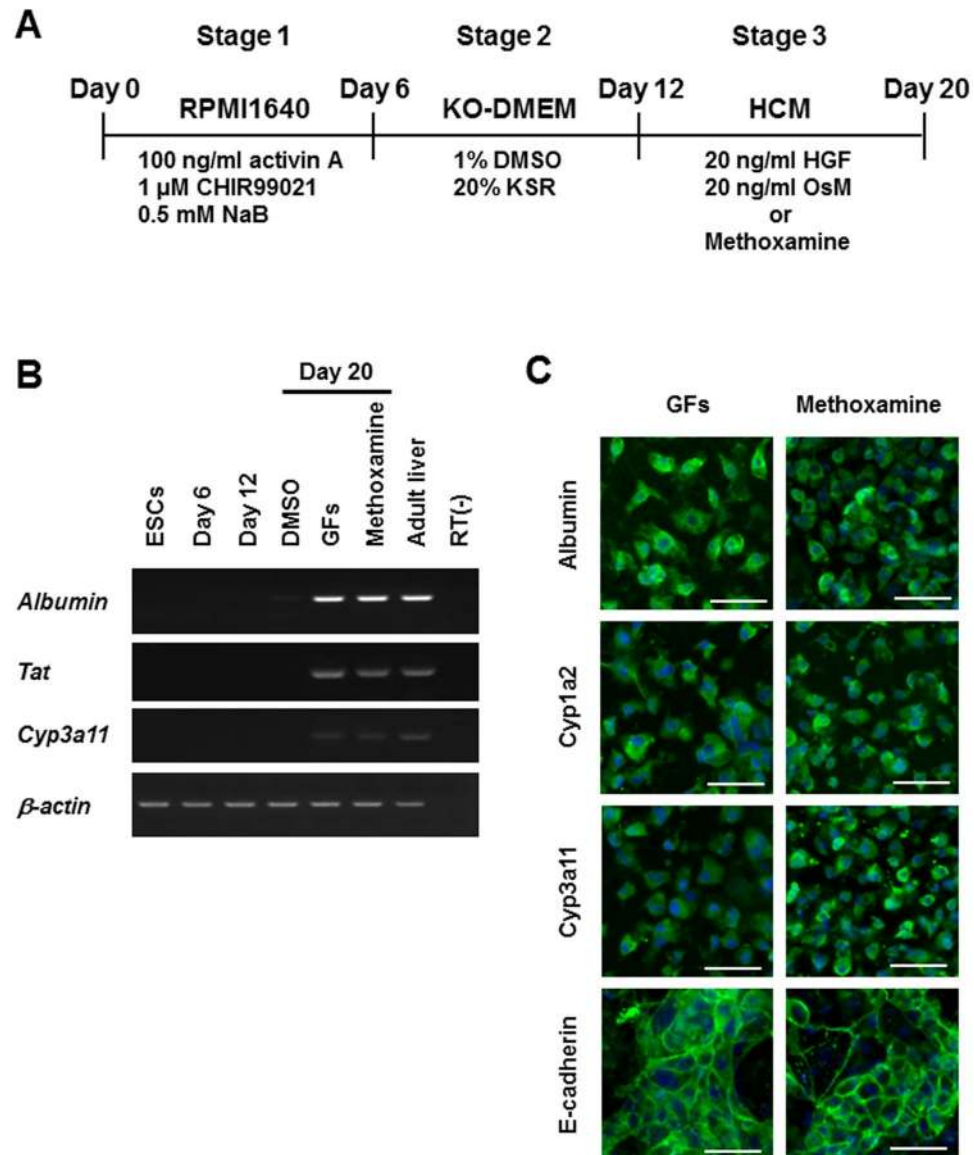 A
Stage 1 Stage 2 Stage 3
Day 0 Day 6 Day 12 Day 20
RPMI1640 KO-DMEM HCM
100 ng/ml activin A 1% DMSO 20 ng/ml HGF
1 μM CHIR99021 20% KSR 20 ng/ml OsM
0.5 mM NaB or
Methoxamine
B
Day 20
ESCs
Day 6
Day 12
DMSO
GFs
Methoxamine
Adult liver
RT(-)
Albumin
Tat
Cyp3a11
β-actin
C
GFs Methoxamine
Albumin
Cyp1a2
Cyp3a11
E-cadherin